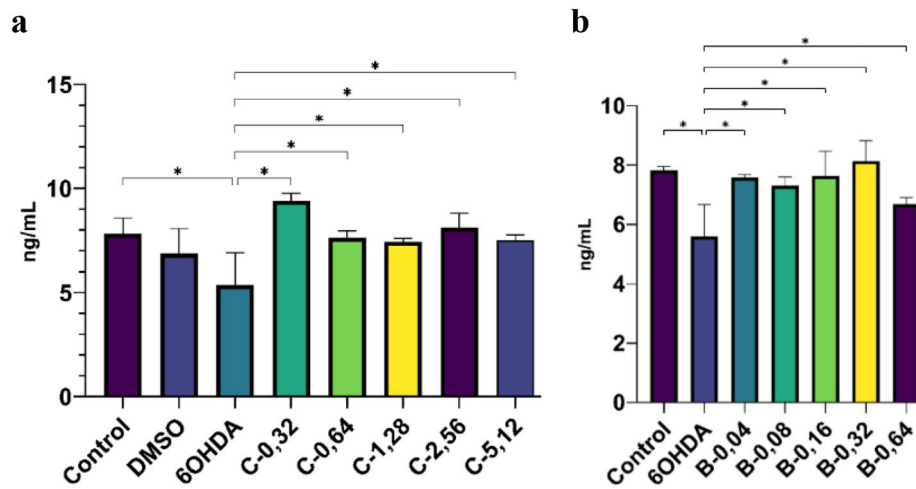 a
b
*
*
*
*
*
*
15
10
5
0
ng/mL
Control
DMSO
6OHDA
C-0,32
C-0,64
C-1,28
C-2,56
C-5,12
*
*
*
*
*
*
10
8
6
4
2
0
ng/mL
Control
6OHDA
B-0,04
B-0,08
B-0,16
B-0,32
B-0,64